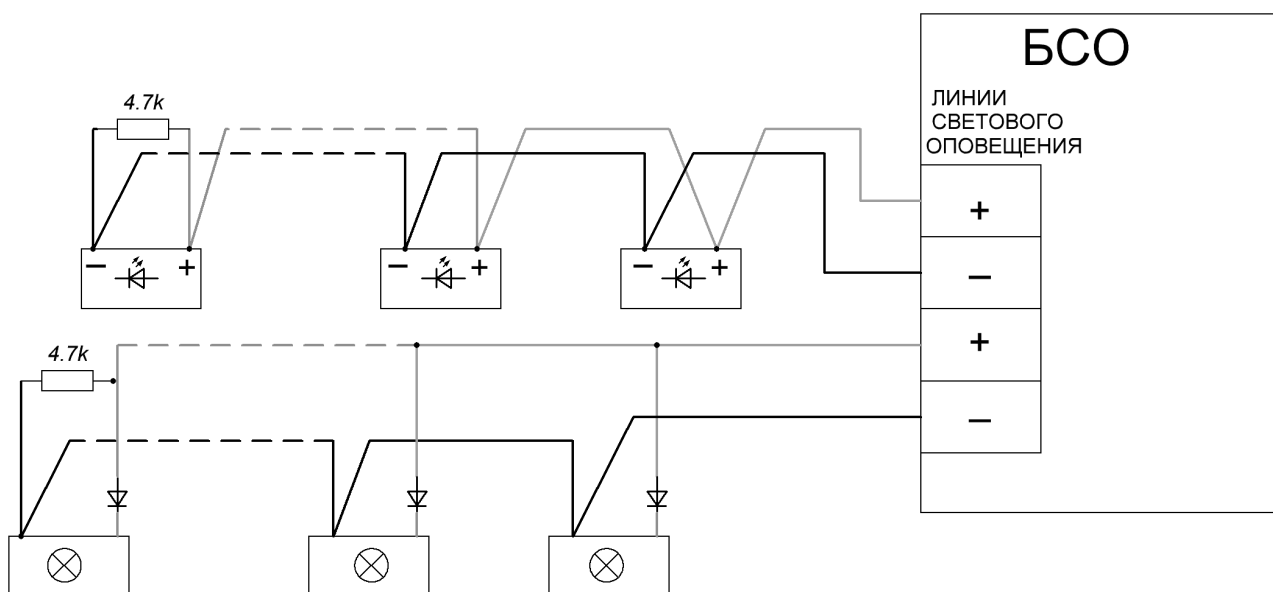 БСО
ЛИНИИ
СВЕТОВОГО
ОПОВЕЩЕНИЯ
4.7k
+
−
− +
− +
− +
4.7k
+
−